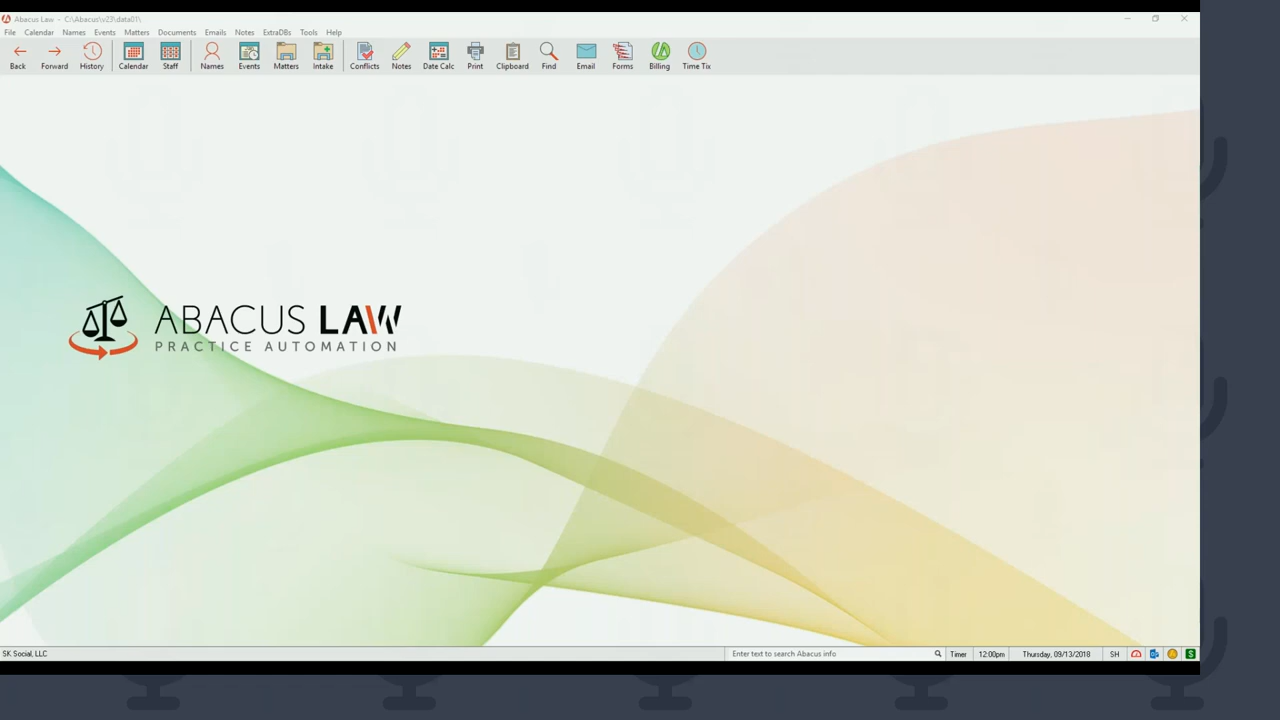 Abacus Law - C:\Abacus\v23\data01\
File Calendar Names Events Matters Documents Emails Notes ExtraDBs Tools Help
Back Forward History Calendar Staff Names Events Matters Intake Conflicts Notes Date Calc Print Clipboard Find Email Forms Billing Time Tix
ABACUS LAW
PRACTICE AUTOMATION
SK Social, LLC Enter text to search Abacus info Timer 12:00pm Thursday, 09/13/2018 SH